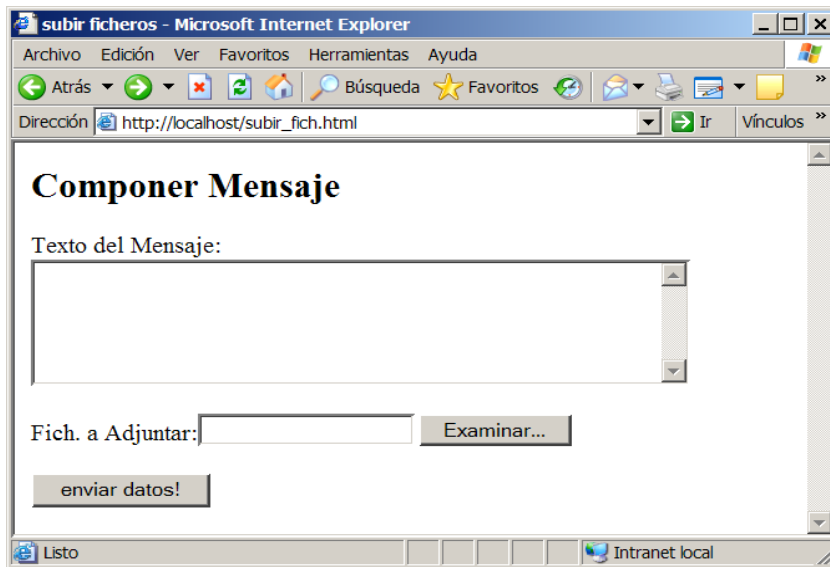 subir ficheros - Microsoft Internet Explorer
Archivo Edición Ver Favoritos Herramientas Ayuda
Atrás Búsqueda Favoritos »
Dirección http://localhost/subir_fich.html Ir Vínculos »
Componer Mensaje
Texto del Mensaje:
Fich. a Adjuntar: Examinar...
enviar datos!
Listo Intranet local